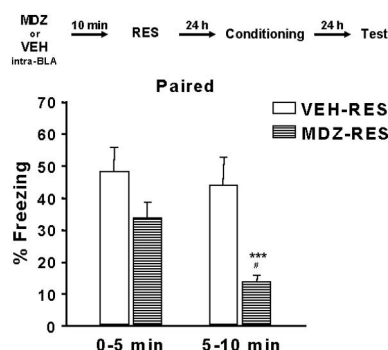 MDZ or VEH intra-BLA 10 min RES 24 h Conditioning 24 h Test
Paired
VEH-RES
MDZ-RES
% Freezing
70
60
50
40
30
20
10
0
***
#
0-5 min 5-10 min